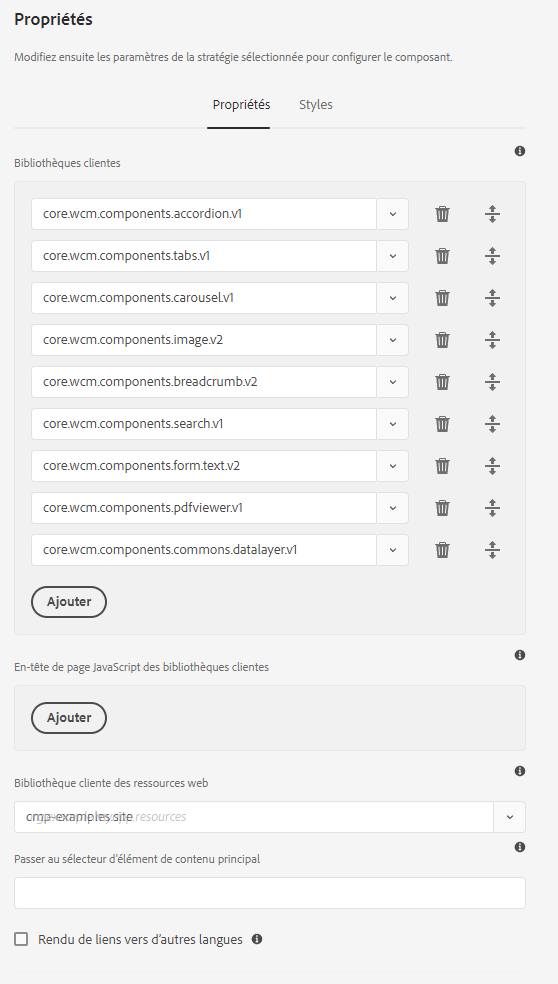 Propriétés
Modifiez ensuite les paramètres de la stratégie sélectionnée pour configurer le composant.
Propriétés Styles
Bibliothèques clientes
core.wcm.components.accordion.v1
core.wcm.components.tabs.v1
core.wcm.components.carousel.v1
core.wcm.components.image.v2
core.wcm.components.breadcrumb.v2
core.wcm.components.search.v1
core.wcm.components.form.text.v2
core.wcm.components.pdfviewer.v1
core.wcm.components.commons.datalayer.v1
Ajouter
En-tête de page JavaScript des bibliothèques clientes
Ajouter
Bibliothèque cliente des ressources web
resources
Passer au sélecteur d'élément de contenu principal
Rendu de liens vers d'autres langues